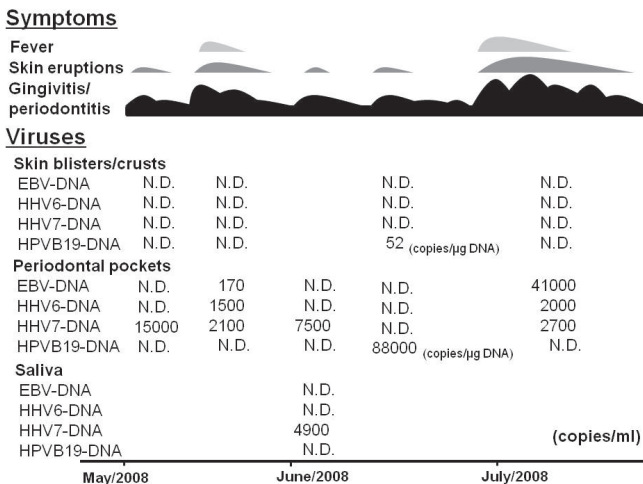 Symptoms
Fever
Skin eruptions
Gingivitis/
periodontitis
Viruses
Skin blisters/crusts
EBV-DNA N.D. N.D. N.D. N.D.
HHV6-DNA N.D. N.D. N.D. N.D.
HHV7-DNA N.D. N.D. N.D. N.D.
HPVB19-DNA N.D. N.D. 52 (copies/µg DNA) N.D.
Periodontal pockets
EBV-DNA N.D. 170 N.D. N.D. 41000
HHV6-DNA N.D. 1500 N.D. N.D. 2000
HHV7-DNA 15000 2100 7500 N.D. 2700
HPVB19-DNA N.D. N.D. N.D. 88000 (copies/µg DNA) N.D.
Saliva
EBV-DNA N.D.
HHV6-DNA N.D.
HHV7-DNA 4900 (copies/ml)
HPVB19-DNA N.D.
May/2008 June/2008 July/2008